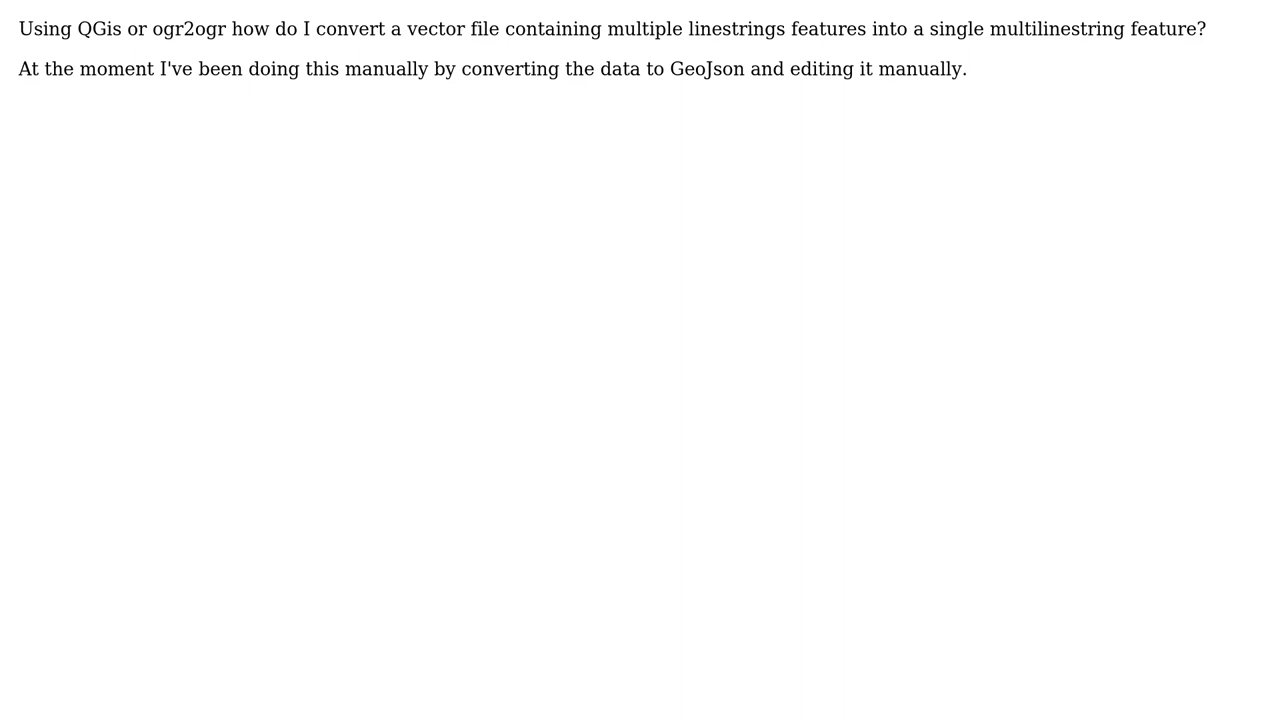 Using QGis or ogr2ogr how do I convert a vector file containing multiple linestrings features into a single multilinestring feature?
At the moment I've been doing this manually by converting the data to GeoJson and editing it manually.